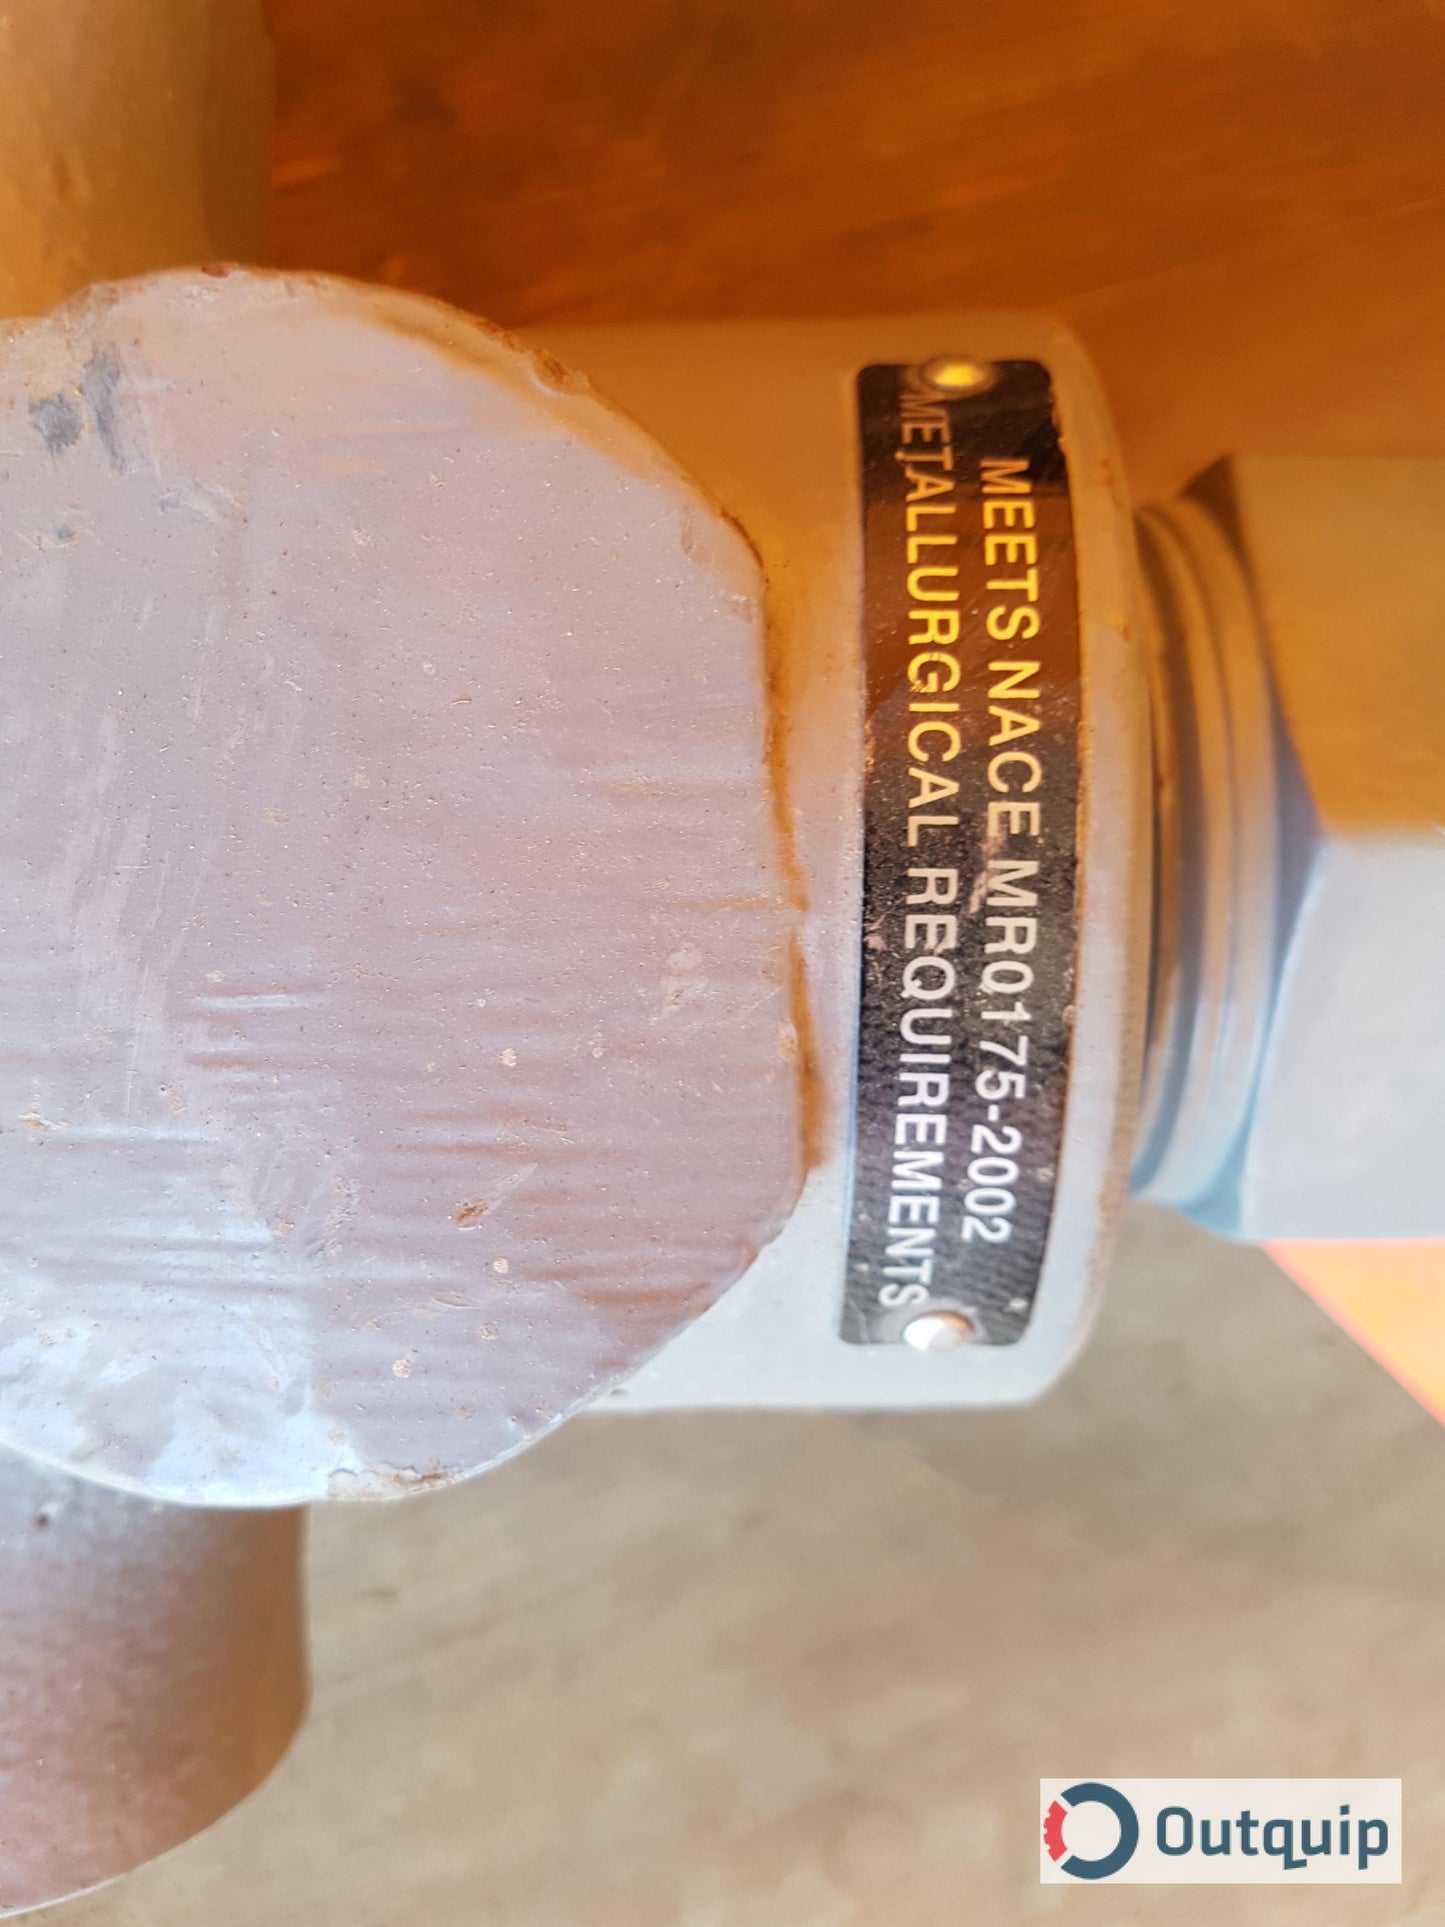 MEETS NACE MR0175-2002
METALLURGICAL REQUIREMENTS
Outquip